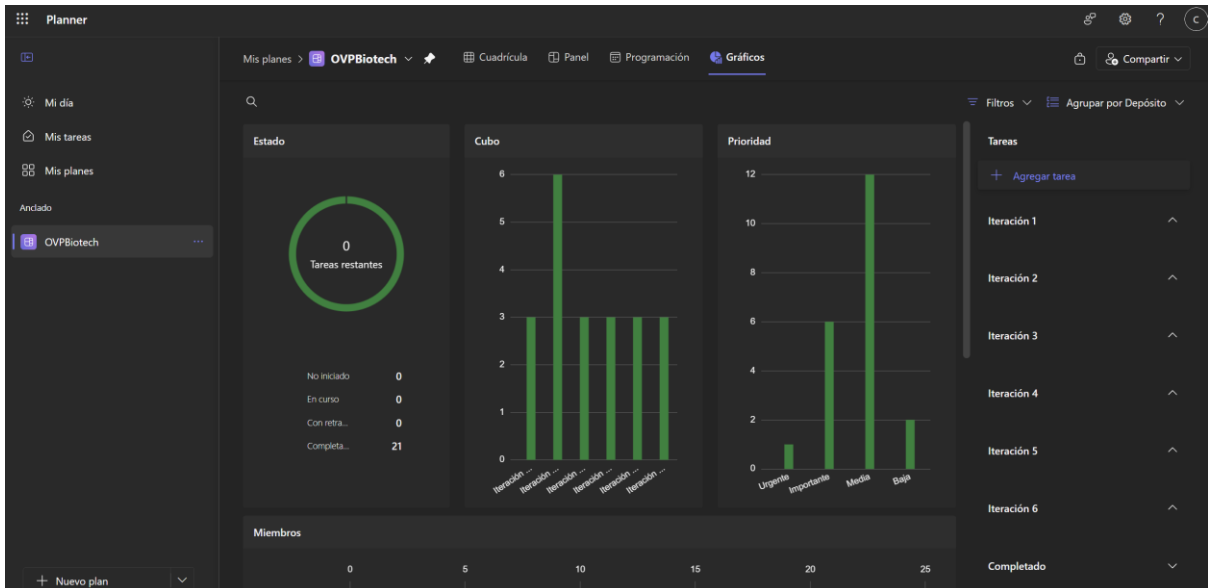 Planner
C
Mis planes > OVPBiotech
Cuadrícula
Panel
Programación
Gráficos
Compartir
Mi día
Mis tareas
Mis planes
Anclado
OVPBiotech
...
Filtros
Agrupar por Depósito
Estado
0
Tareas restantes
No iniciado 0
En curso 0
Con retra... 0
Completa... 21
Cubo
6
5
4
3
2
1
0
Iteración ...
Iteración ...
Iteración ...
Iteración ...
Iteración ...
Iteración ...
Prioridad
12
10
8
6
4
2
0
Urgente
Importante
Media
Baja
Miembros
0 5 10 15 20 25
Tareas
+ Agregar tarea
Iteración 1
Iteración 2
Iteración 3
Iteración 4
Iteración 5
Iteración 6
Completado
+ Nuevo plan